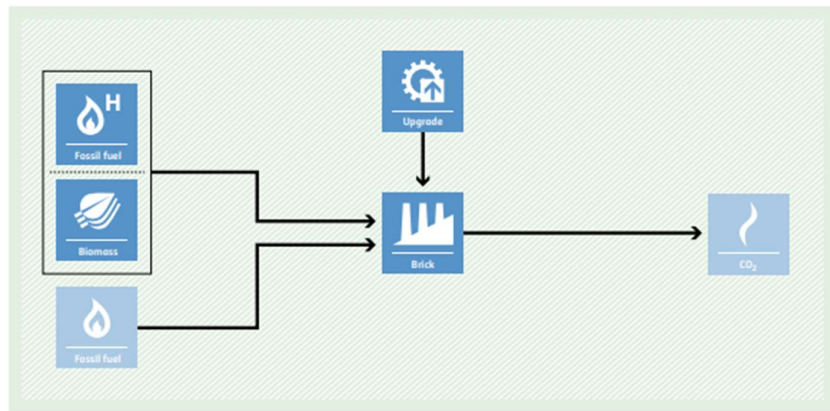 Upgrade
H
Fossil fuel
Biomass
Brick
CO₂
Fossil fuel